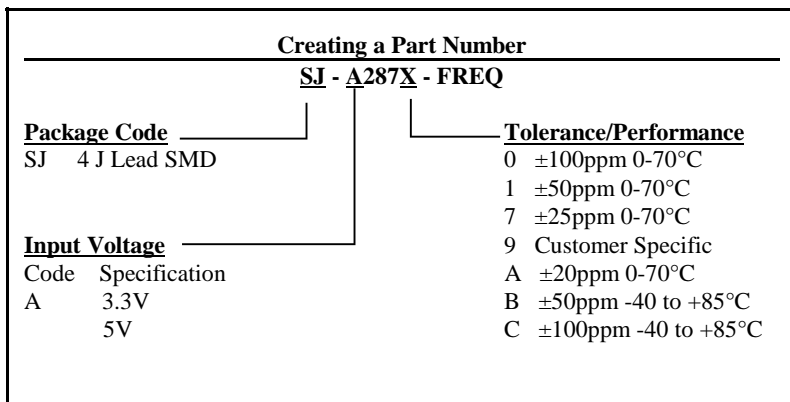 Creating a Part Number
SJ - A287X - FREQ
Package Code
SJ 4 J Lead SMD
Input Voltage
Code Specification
A 3.3V
5V
Tolerance/Performance
0 ±100ppm 0-70°C
1 ±50ppm 0-70°C
7 ±25ppm 0-70°C
9 Customer Specific
A ±20ppm 0-70°C
B ±50ppm -40 to +85°C
C ±100ppm -40 to +85°C